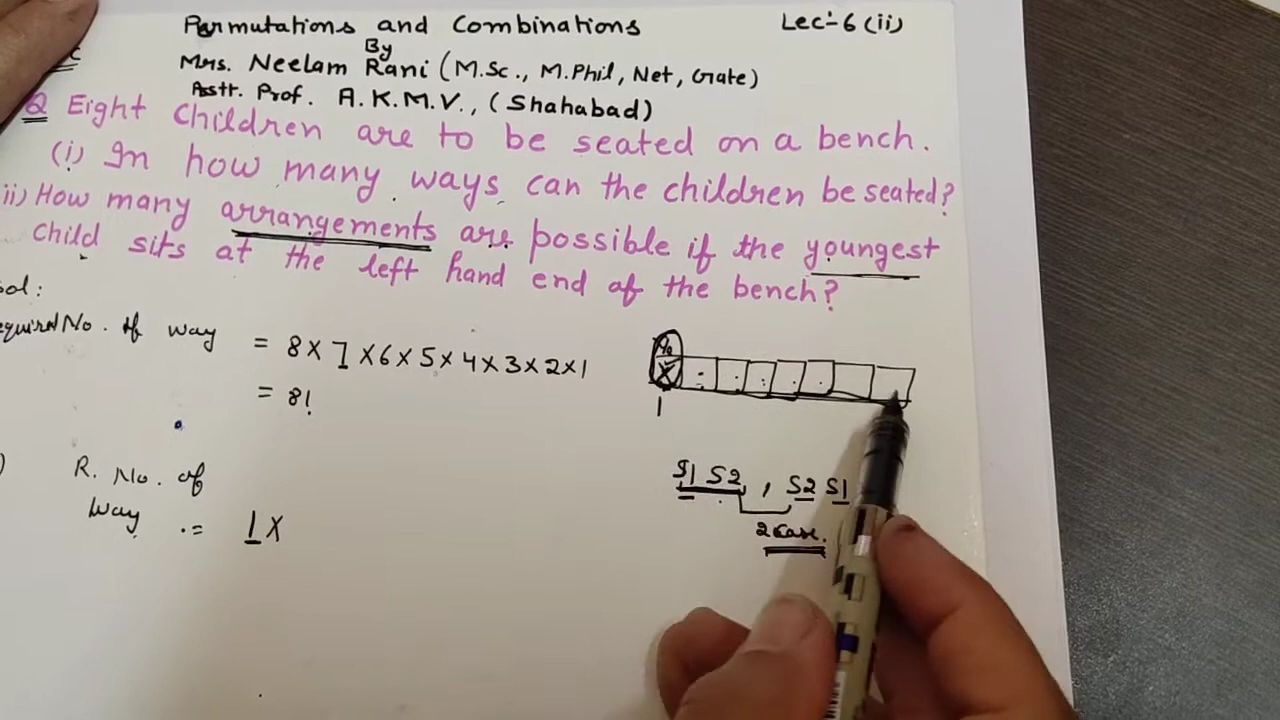 Permutations and Combinations Lec:-6 (ii)
By
Mrs. Neelam Rani (M.Sc., M.Phil, Net, Gate)
Asstt. Prof. A.K.M.V., (Shahabad)
Q Eight Children are to be seated on a bench.
(i) In how many ways can the children be seated?
ii) How many arrangements are possible if the youngest
child sits at the left hand end of the bench?
ol:
equired No. of way = 8×7×6×5×4×3×2×1
= 8!
1
S1 S2 , S2 S1
2 case.
) R. No. of
way = 1×